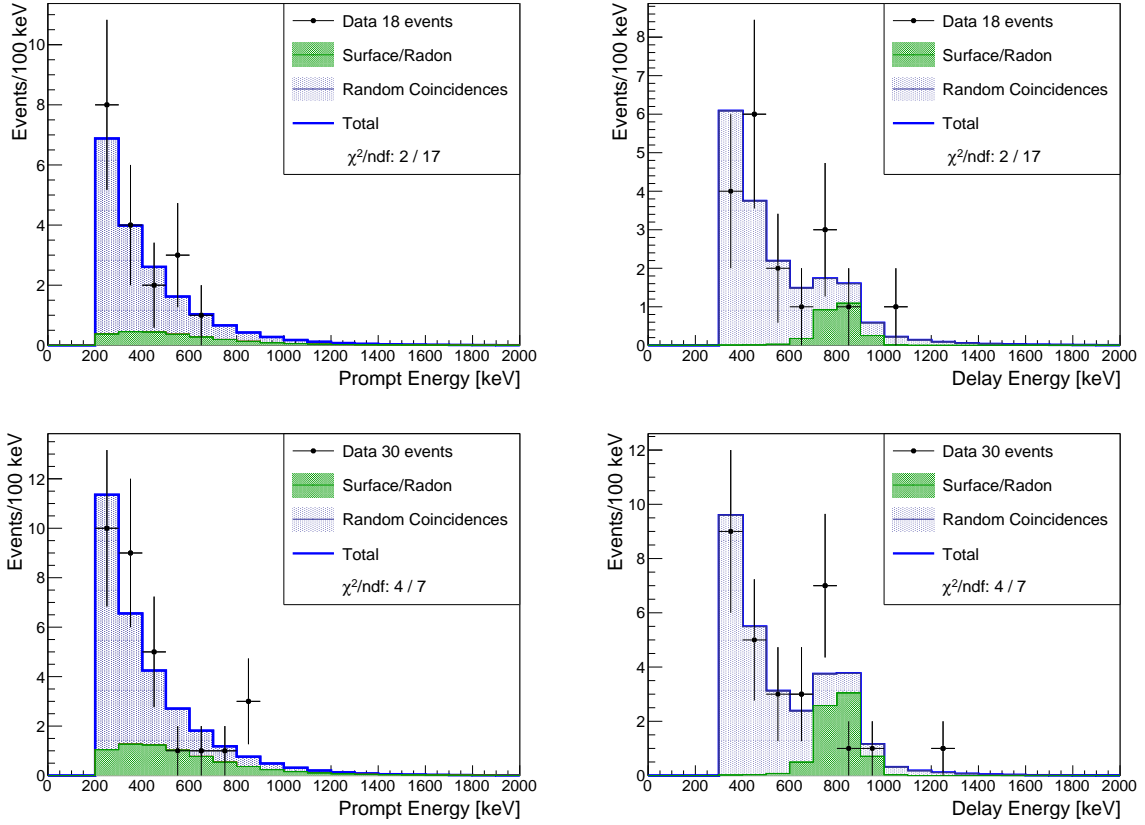 Events/100 keV
10
8
6
4
2
0
Data 18 events
Surface/Radon
Random Coincidences
Total
χ²/ndf: 2 / 17
0 200 400 600 800 1000 1200 1400 1600 1800 2000
Prompt Energy [keV]
Events/100 keV
8
7
6
5
4
3
2
1
0
Data 18 events
Surface/Radon
Random Coincidences
Total
χ²/ndf: 2 / 17
0 200 400 600 800 1000 1200 1400 1600 1800 2000
Delay Energy [keV]
Events/100 keV
12
10
8
6
4
2
0
Data 30 events
Surface/Radon
Random Coincidences
Total
χ²/ndf: 4 / 7
0 200 400 600 800 1000 1200 1400 1600 1800 2000
Prompt Energy [keV]
Events/100 keV
12
10
8
6
4
2
0
Data 30 events
Surface/Radon
Random Coincidences
Total
χ²/ndf: 4 / 7
0 200 400 600 800 1000 1200 1400 1600 1800 2000
Delay Energy [keV]